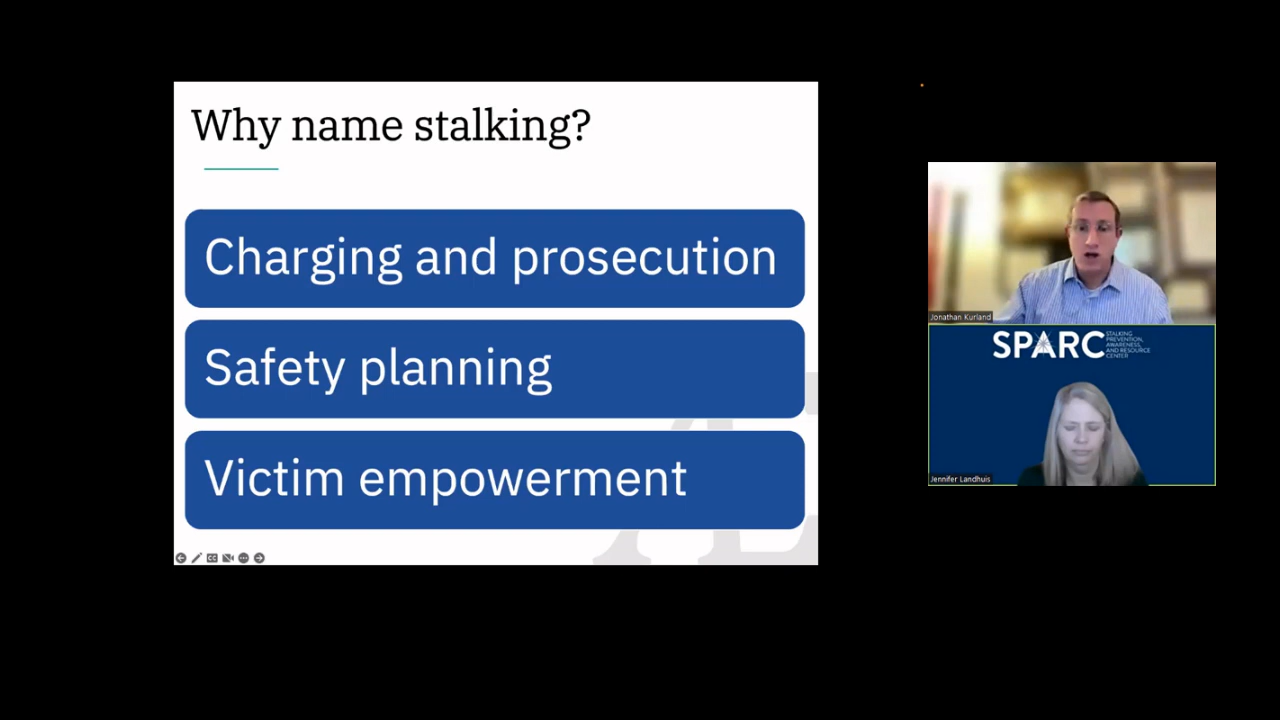 Why name stalking?
Charging and prosecution
Safety planning
Victim empowerment
Æ
Jonathan Kurland
SPARC
STALKING
PREVENTION,
AWARENESS,
AND RESOURCE
CENTER
Jennifer Landhuis